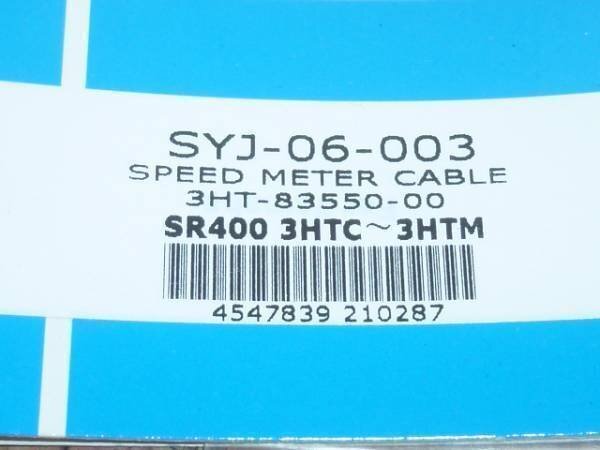 SYJ-06-003
SPEED METER CABLE
3HT-83550-00
SR400 3HTC～3HTM
4547839 210287